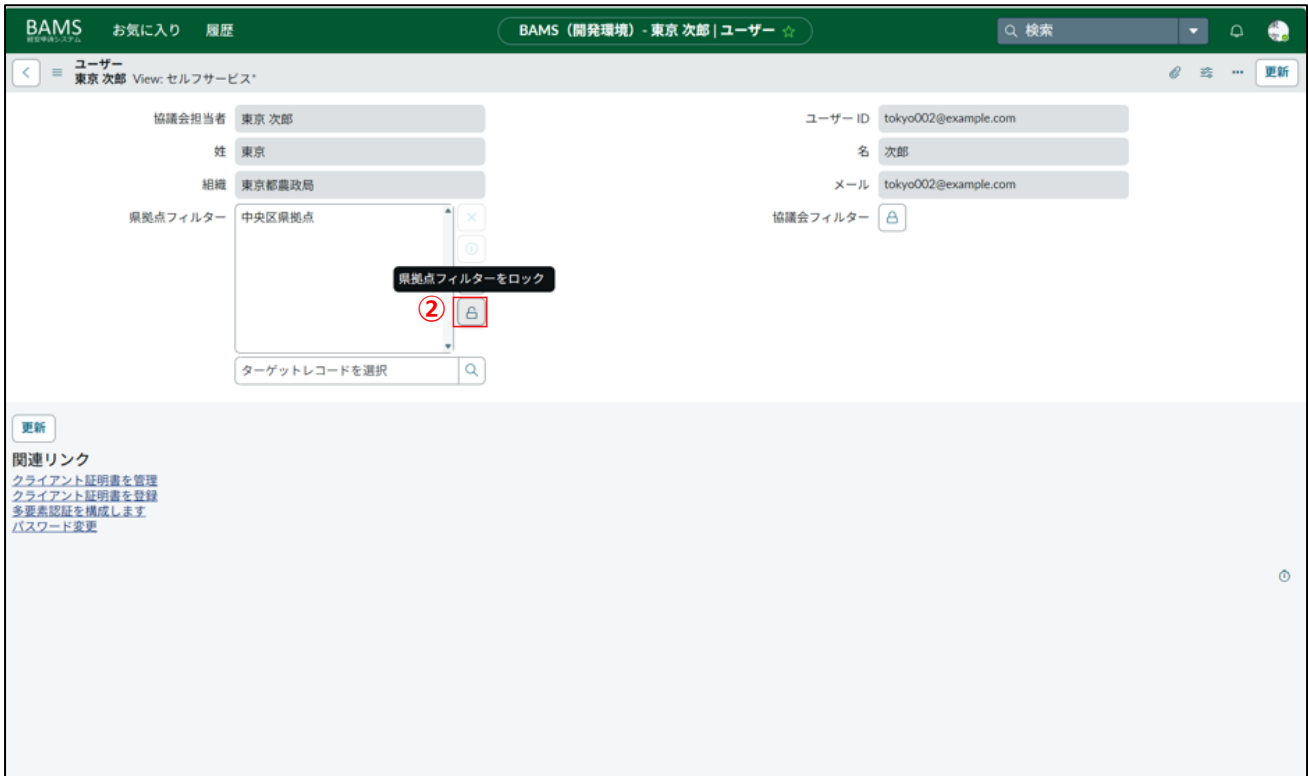 BAMS お気に入り 履歴 BAMS（開発環境）- 東京 次郎 | ユーザー 検索
経営申請システム
ユーザー
東京 次郎 View: セルフサービス* 更新
協議会担当者 東京 次郎 ユーザー ID tokyo002@example.com
姓 東京 名 次郎
組織 東京都農政局 メール tokyo002@example.com
県拠点フィルター 中央区県拠点 協議会フィルター
県拠点フィルターをロック
②
ターゲットレコードを選択
更新
関連リンク
クライアント証明書を管理
クライアント証明書を登録
多要素認証を構成します
パスワード変更